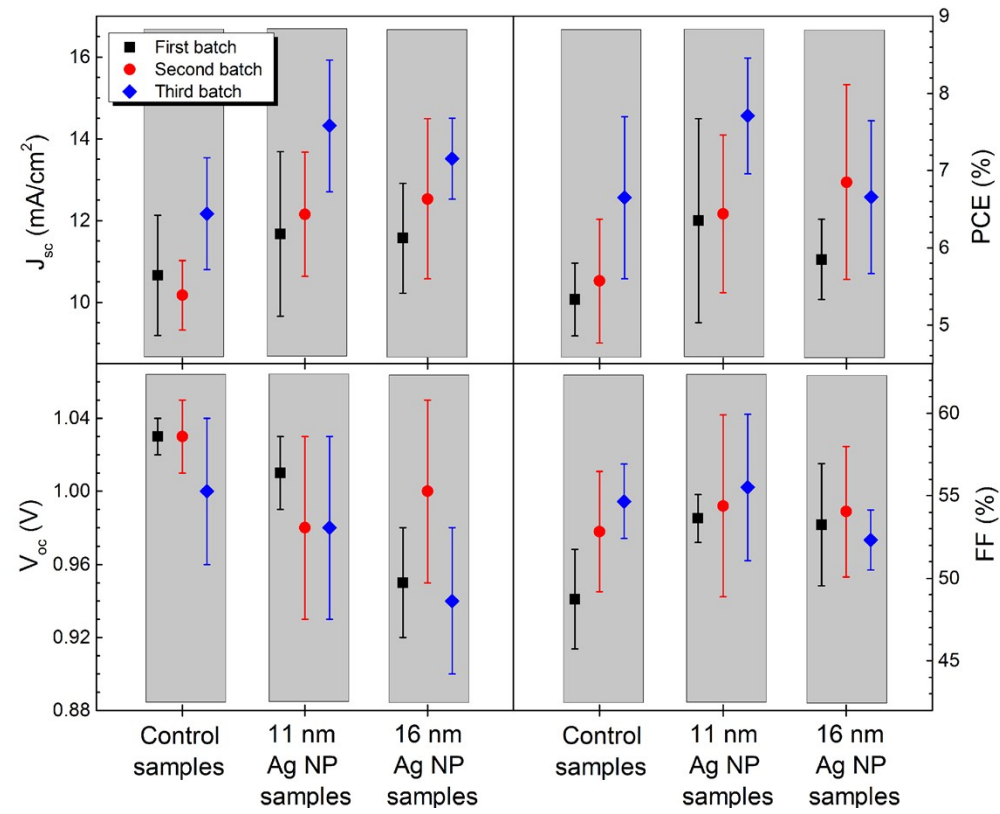 First batch
Second batch
Third batch
16
14
12
10
Jsc (mA/cm2)
9
8
7
6
5
PCE (%)
1.04
1.00
0.96
0.92
0.88
Voc (V)
60
55
50
45
FF (%)
Control
samples
11 nm
Ag NP
samples
16 nm
Ag NP
samples
Control
samples
11 nm
Ag NP
samples
16 nm
Ag NP
samples